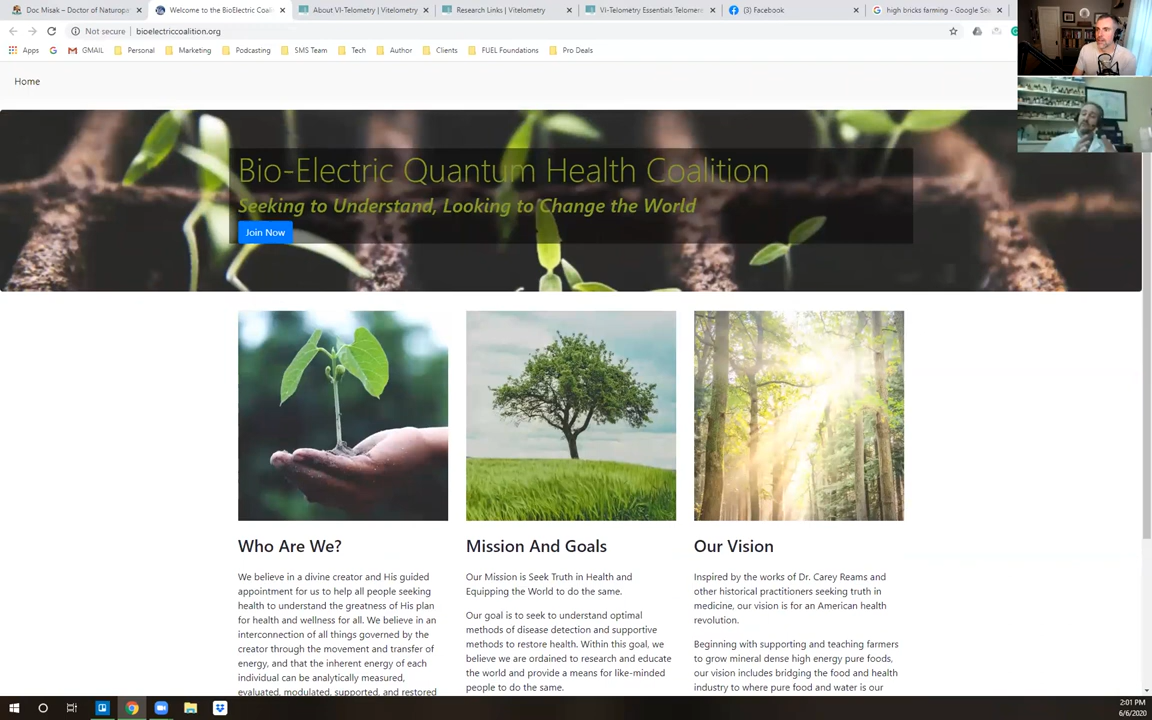 Doc Misak – Doctor of Naturopa
Welcome to the BioElectric Coali
About VI-Telometry | Vitelometry
Research Links | Vitelometry
VI-Telometry Essentials Telomere
(3) Facebook
high bricks farming - Google Sea
Not secure | bioelectriccoalition.org
Apps
GMAIL
Personal
Marketing
Podcasting
SMS Team
Tech
Author
Clients
FUEL Foundations
Pro Deals
Home
Bio-Electric Quantum Health Coalition
Seeking to Understand, Looking to Change the World
Join Now
Who Are We?
We believe in a divine creator and His guided
appointment for us to help all people seeking
health to understand the greatness of His plan
for health and wellness for all. We believe in an
interconnection of all things governed by the
creator through the movement and transfer of
energy, and that the inherent energy of each
individual can be analytically measured,
evaluated, modulated, supported, and restored
Mission And Goals
Our Mission is Seek Truth in Health and
Equipping the World to do the same.
Our goal is to seek to understand optimal
methods of disease detection and supportive
methods to restore health. Within this goal, we
believe we are ordained to research and educate
the world and provide a means for like-minded
people to do the same.
Our Vision
Inspired by the works of Dr. Carey Reams and
other historical practitioners seeking truth in
medicine, our vision is for an American health
revolution.
Beginning with supporting and teaching farmers
to grow mineral dense high energy pure foods,
our vision includes bridging the food and health
industry to where pure food and water is our
2:01 PM
6/6/2020